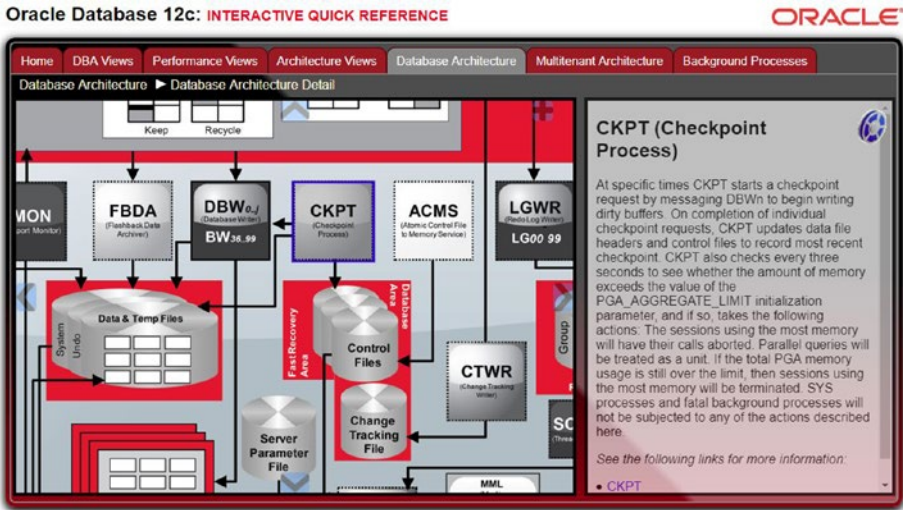 Oracle Database 12c: INTERACTIVE QUICK REFERENCE
ORACLE
Home
DBA Views
Performance Views
Architecture Views
Database Architecture
Multitenant Architecture
Background Processes
Database Architecture ► Database Architecture Detail
Keep
Recycle
MON
port Monitor)
FBDA
(Flashback Data
Archiver)
DBW0..j
(Database Writer)
BW36..99
CKPT
(Checkpoint
Process)
ACMS
(Atomic Control File
to Memory Service)
LGWR
(Redo Log Writer)
LG00 99
System
Undo
Data & Temp Files
Fast Recovery
Area
Database
Area
Control
Files
Change
Tracking
File
CTWR
(Change Tracking
Writer)
Group
Server
Parameter
File
SC
(Threa
MML
CKPT (Checkpoint
Process)
At specific times CKPT starts a checkpoint
request by messaging DBWn to begin writing
dirty buffers. On completion of individual
checkpoint requests, CKPT updates data file
headers and control files to record most recent
checkpoint. CKPT also checks every three
seconds to see whether the amount of memory
exceeds the value of the
PGA_AGGREGATE_LIMIT initialization
parameter, and if so, takes the following
actions: The sessions using the most memory
will have their calls aborted. Parallel queries will
be treated as a unit. If the total PGA memory
usage is still over the limit, then sessions using
the most memory will be terminated. SYS
processes and fatal background processes will
not be subjected to any of the actions described
here.
See the following links for more information:
• CKPT